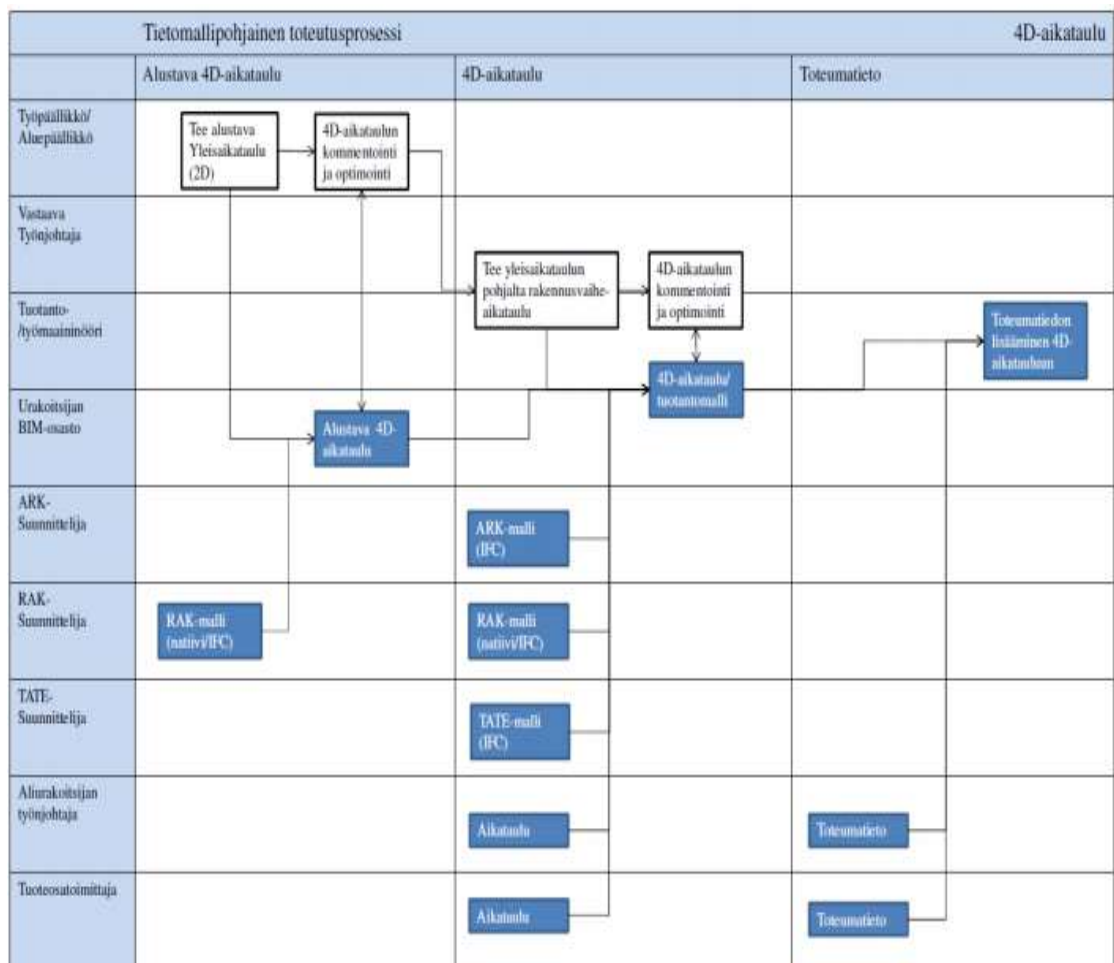 Tietomallipohjainen toteutusprosessi
4D-aikataulu
Alustava 4D-aikataulu
4D-aikataulu
Toteumatieto
Työpäällikkö/
Aluepäällikkö
Tee alustava
Yleisaikataulu
(2D)
4D-aikataulun
kommentointi
ja optimointi
Vastaava
Työnjohtaja
Tee yleisaikataulun
pohjalta rakennusvaihe-
aikataulu
4D-aikataulun
kommentointi
ja optimointi
Tuotanto-
/työmaaininööri
Toteumatiedon
lisääminen 4D-
aikatauluun
4D-aikataulu/
tuotantomalli
Urakoitsijan
BIM-osasto
Alustava 4D-
aikataulu
ARK-
Suunnittelija
ARK-malli
(IFC)
RAK-
Suunnittelija
RAK-malli
(natiivi/IFC)
RAK-malli
(natiivi/IFC)
TATE-
Suunnittelija
TATE-malli
(IFC)
Aliurakoitsijan
työnjohtaja
Aikataulu
Toteumatieto
Tuoteosatoimittaja
Aikataulu
Toteumatieto